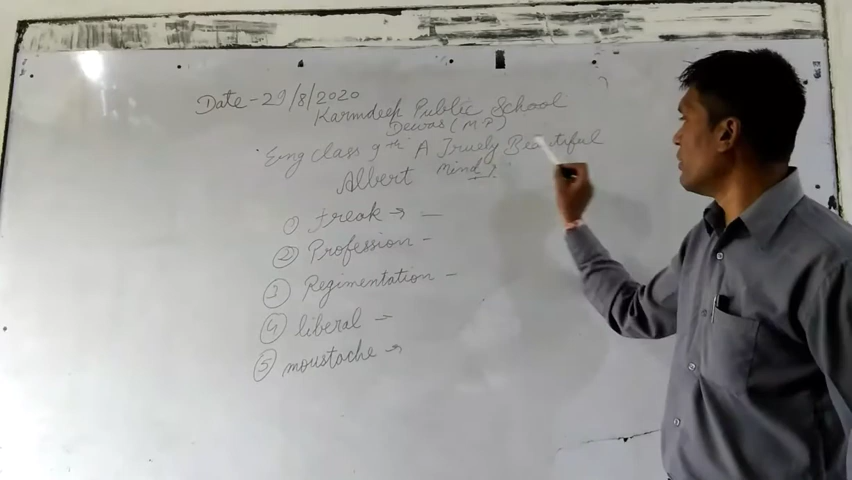 Date - 29/8/2020
Karmdeep Public School
Dewas (M P)
Eng class 9th A Truely Beautiful
Albert Mind).
① freak → —
② Profession -
③ Regimentation -
④ liberal -
⑤ moustache →